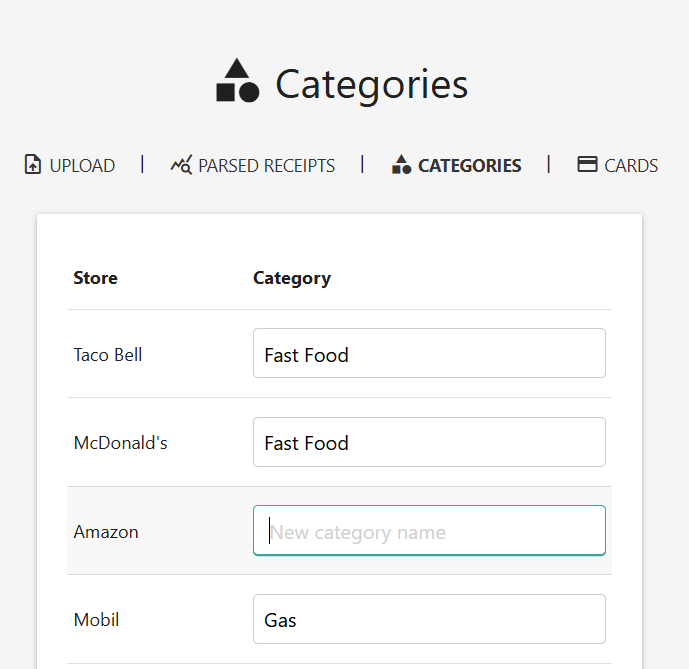 Categories
UPLOAD | PARSED RECEIPTS | CATEGORIES | CARDS
Store Category
Taco Bell Fast Food
McDonald's Fast Food
Amazon New category name
Mobil Gas